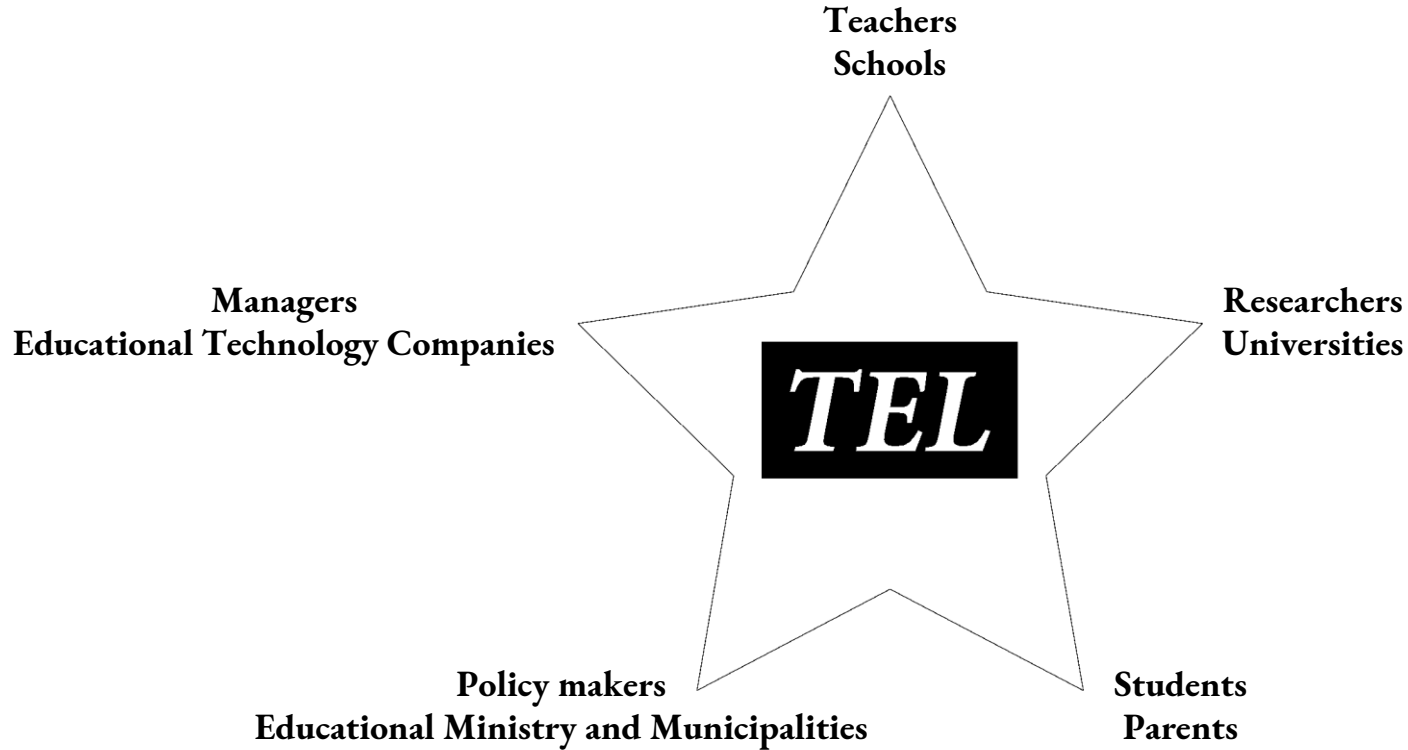 Teachers
Schools
Managers
Educational Technology Companies
Researchers
Universities
TEL
Policy makers
Educational Ministry and Municipalities
Students
Parents